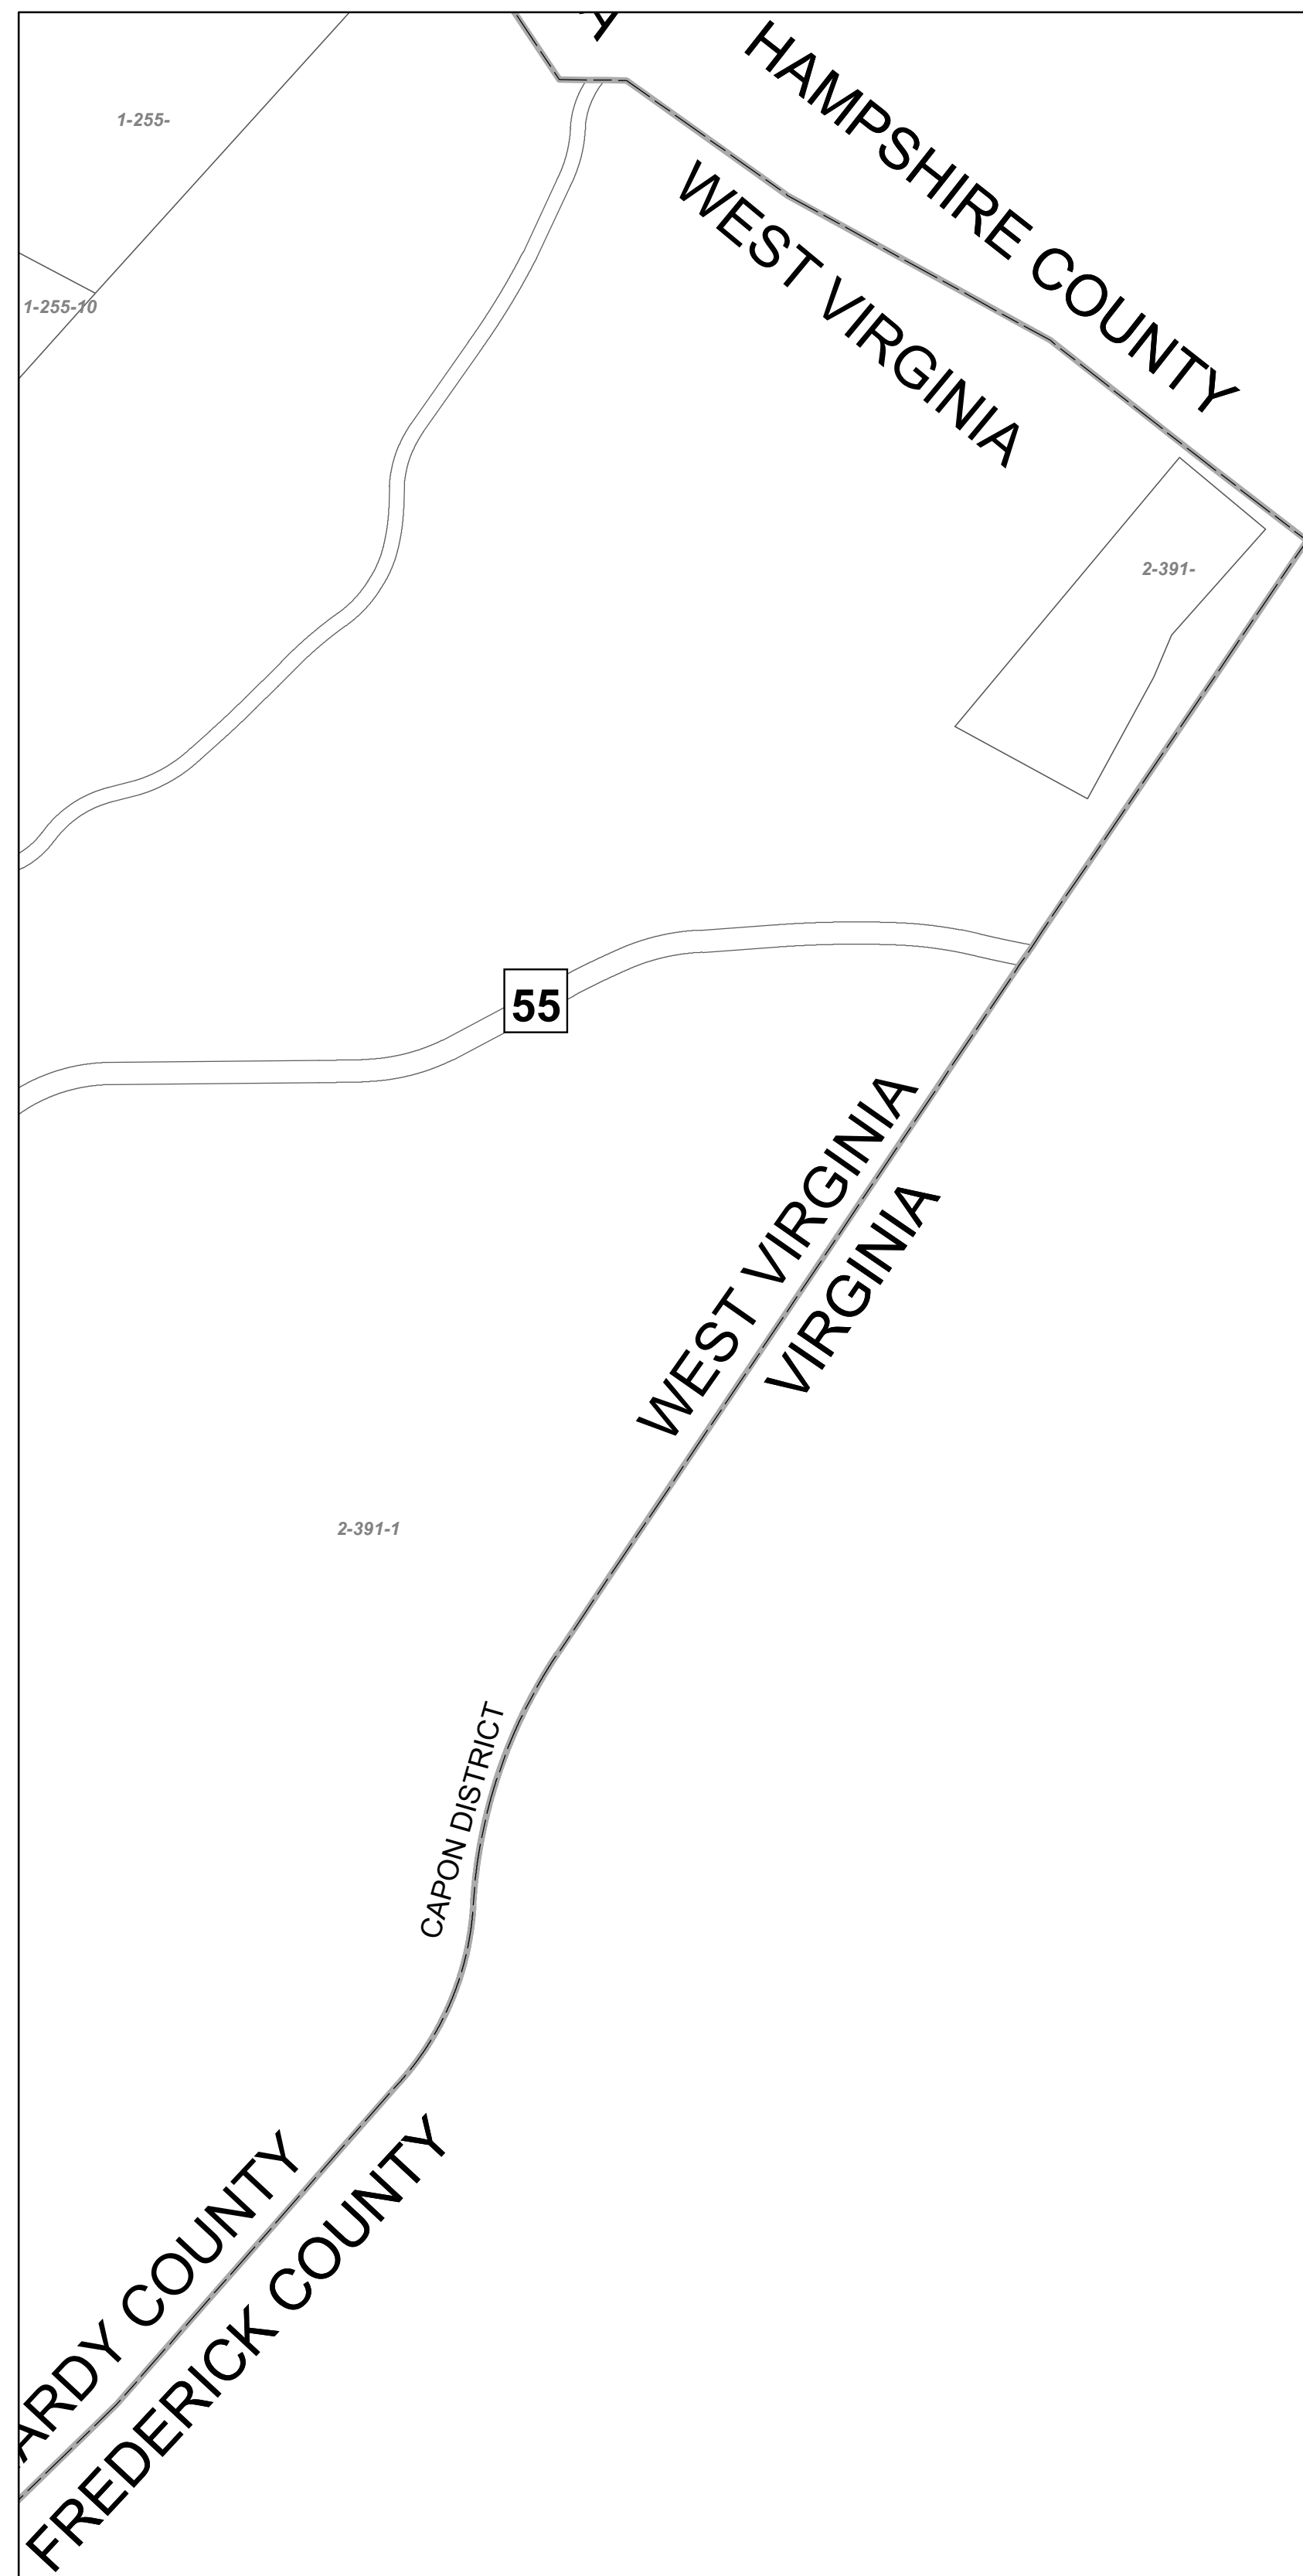 HAMPSHIRE COUNTY
WEST VIRGINIA
1-255-
1-255-10
2-391-
55
WEST VIRGINIA
VIRGINIA
2-391-1
CAPON DISTRICT
ARDY COUNTY
FREDERICK COUNTY